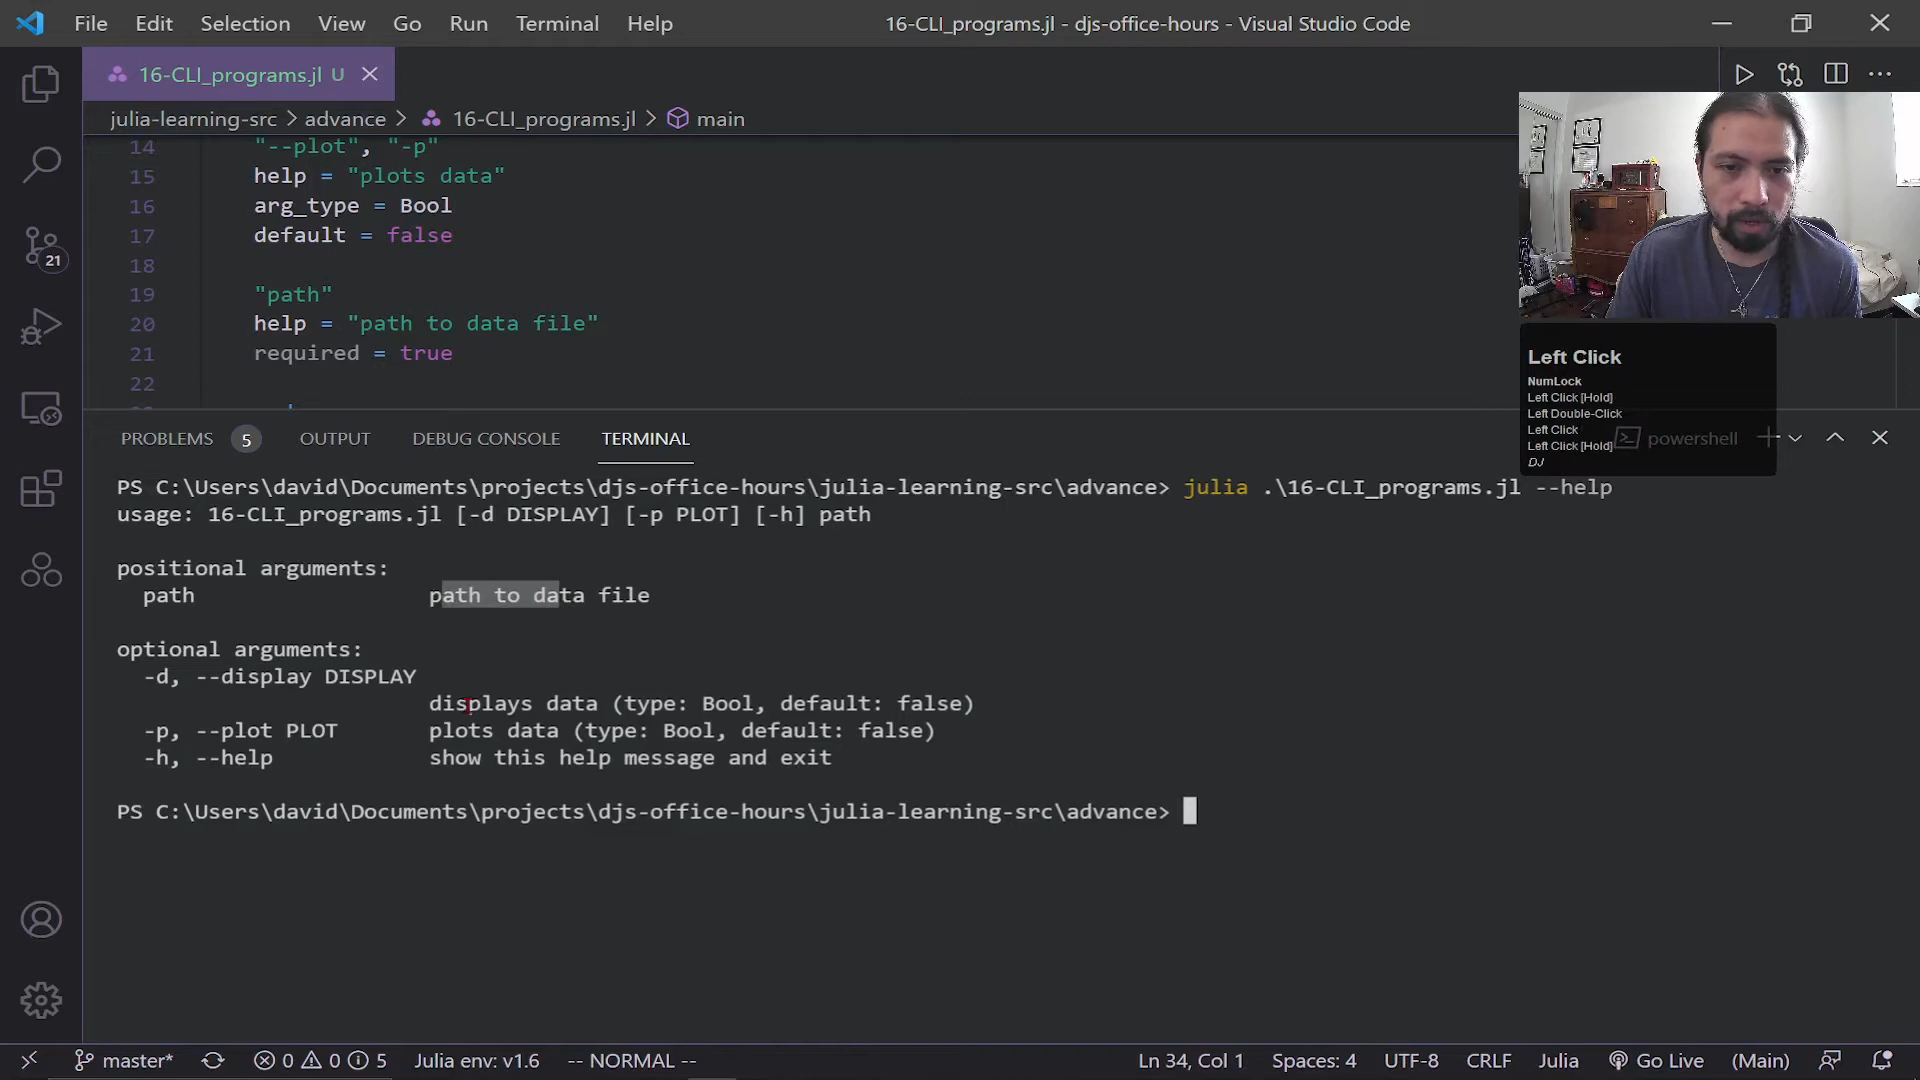 File Edit Selection View Go Run Terminal Help 16-CLI_programs.jl - djs-office-hours - Visual Studio Code
16-CLI_programs.jl U
julia-learning-src > advance > 16-CLI_programs.jl > main
14 "--plot", "-p"
15 help = "plots data"
16 arg_type = Bool
17 default = false
18
19 "path"
20 help = "path to data file"
21 required = true
22
Left Click
NumLock
Left Click [Hold]
Left Double-Click
Left Click
Left Click [Hold]
DJ
21
PROBLEMS 5 OUTPUT DEBUG CONSOLE TERMINAL powershell
PS C:\Users\david\Documents\projects\djs-office-hours\julia-learning-src\advance> julia .\16-CLI_programs.jl --help
usage: 16-CLI_programs.jl [-d DISPLAY] [-p PLOT] [-h] path
positional arguments:
path path to data file
optional arguments:
-d, --display DISPLAY
displays data (type: Bool, default: false)
-p, --plot PLOT plots data (type: Bool, default: false)
-h, --help show this help message and exit
PS C:\Users\david\Documents\projects\djs-office-hours\julia-learning-src\advance>
master* 0 0 5 Julia env: v1.6 -- NORMAL -- Ln 34, Col 1 Spaces: 4 UTF-8 CRLF Julia Go Live (Main)